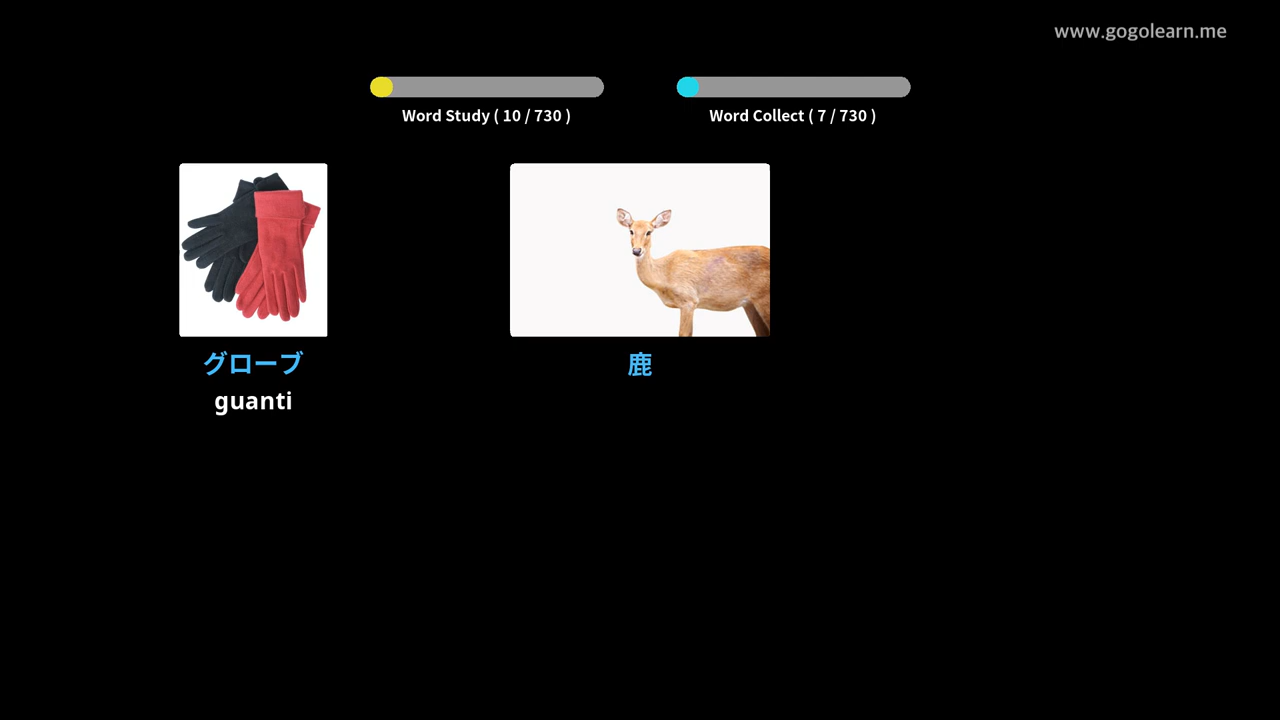 www.gogolearn.me
Word Study ( 10 / 730 )
Word Collect ( 7 / 730 )
グローブ
鹿
guanti